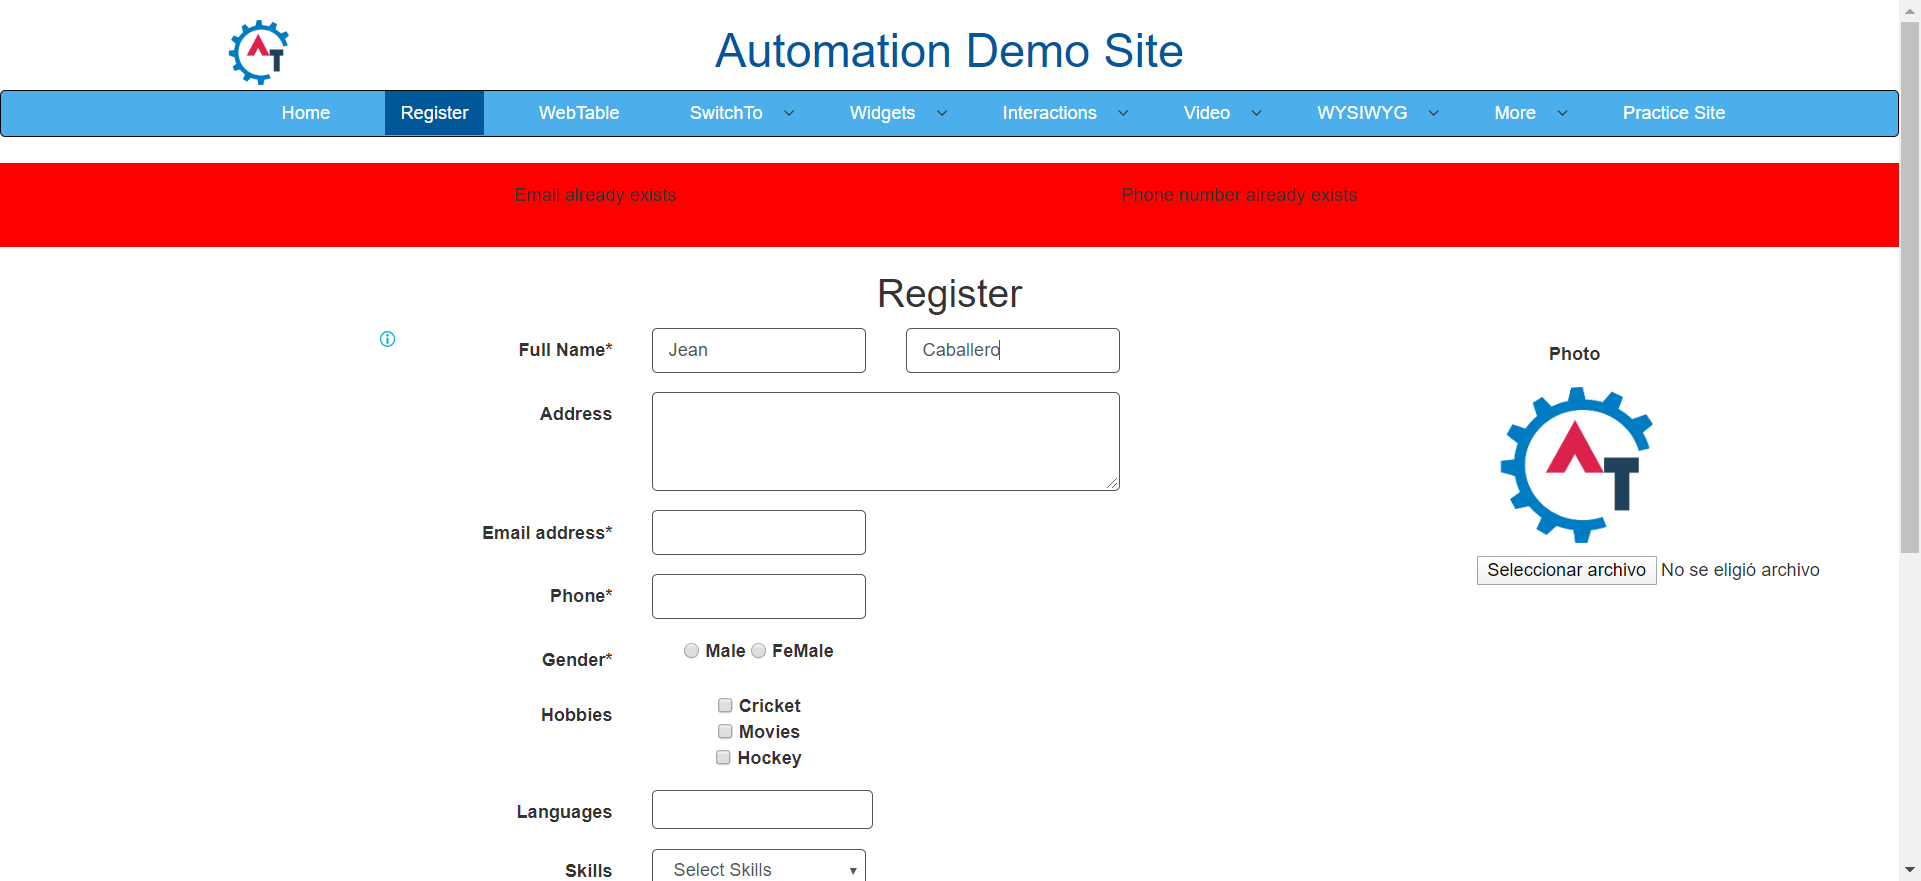 AT
Automation Demo Site
Home Register WebTable SwitchTo Widgets Interactions Video WYSIWYG More Practice Site
Email already exists Phone number already exists
Register
Full Name* Jean Caballero
Photo
Address
AT
Email address*
Seleccionar archivo No se eligió archivo
Phone*
Gender* Male FeMale
Hobbies Cricket
Movies
Hockey
Languages
Skills Select Skills